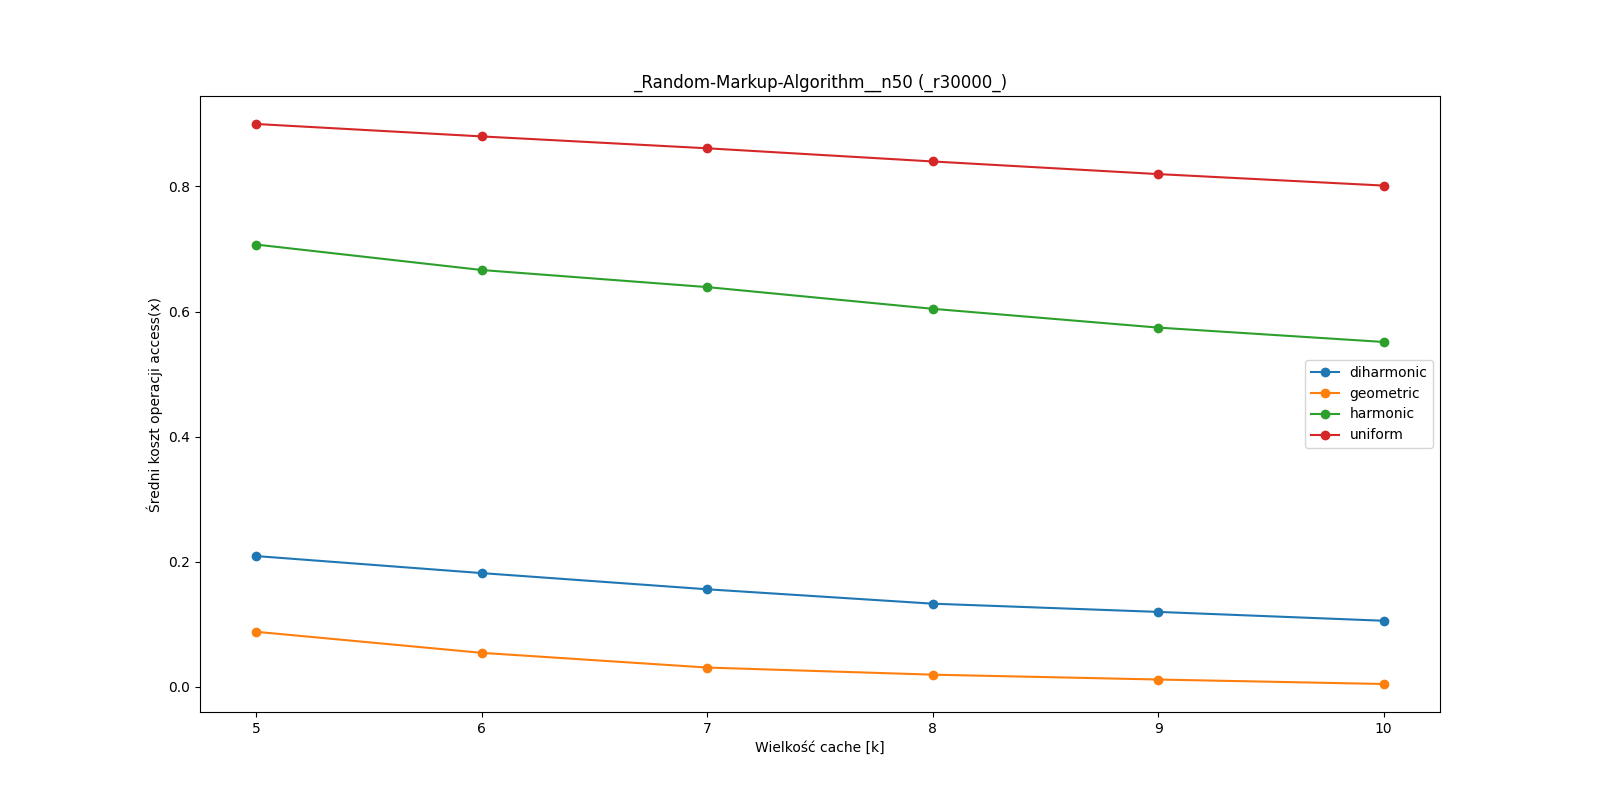 _Random-Markup-Algorithm__n50 (_r30000_)
Średni koszt operacji access(x)
0.8
0.6
0.4
0.2
0.0
diharmonic
geometric
harmonic
uniform
5 6 7 8 9 10
Wielkość cache [k]